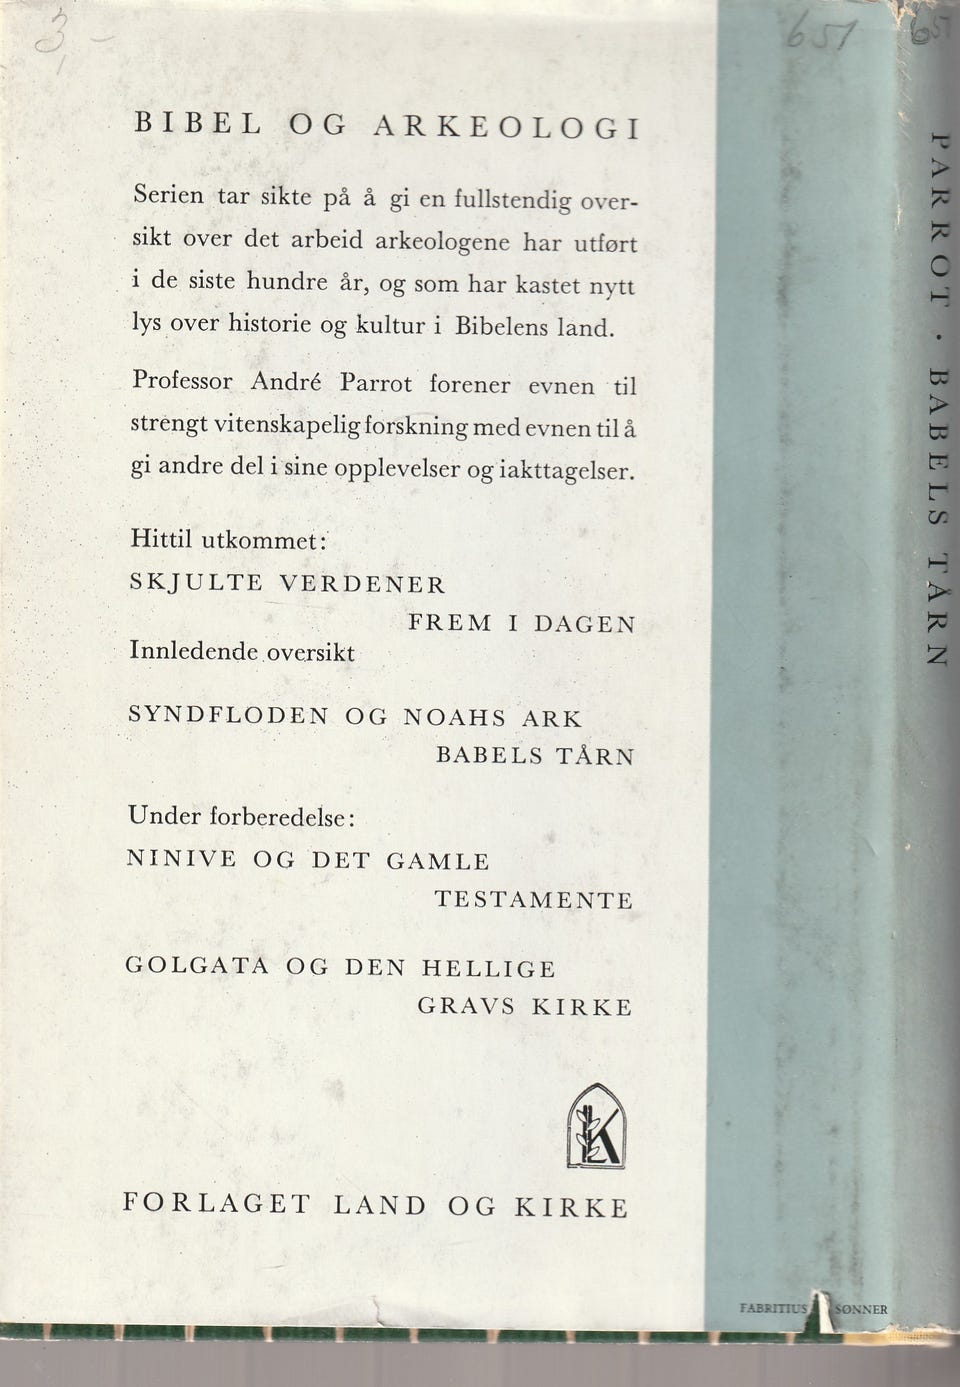 3,-
651
651
BIBEL OG ARKEOLOGI
Serien tar sikte på å gi en fullstendig over-
sikt over det arbeid arkeologene har utført
i de siste hundre år, og som har kastet nytt
lys over historie og kultur i Bibelens land.
Professor André Parrot forener evnen til
strengt vitenskapelig forskning med evnen til å
gi andre del i sine opplevelser og iakttagelser.
Hittil utkommet:
SKJULTE VERDENER
FREM I DAGEN
Innledende oversikt
SYNDFLODEN OG NOAHS ARK
BABELS TÅRN
Under forberedelse:
NINIVE OG DET GAMLE
TESTAMENTE
GOLGATA OG DEN HELLIGE
GRAVS KIRKE
K
FORLAGET LAND OG KIRKE
FABRITIUS SØNNER
PARROT · BABELS TÅRN